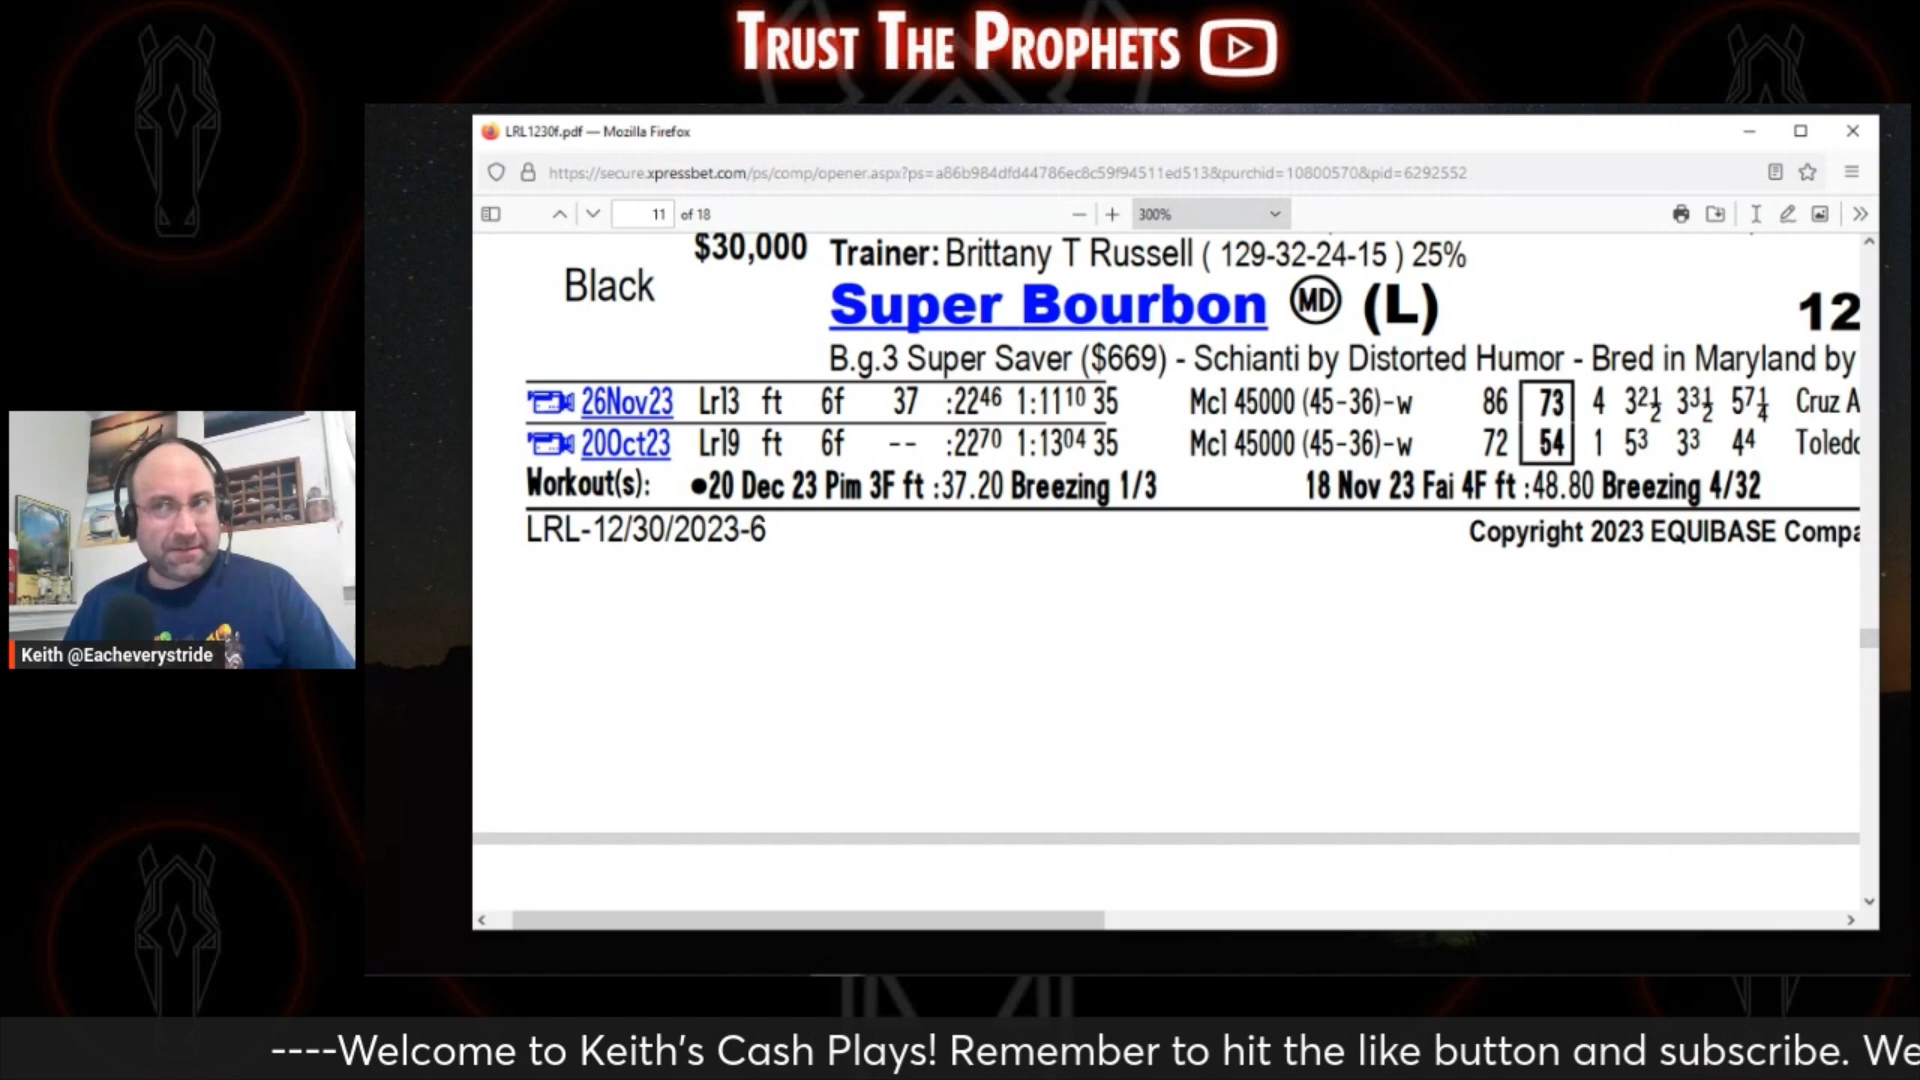 TRUST THE PROPHETS
LRL1230f.pdf — Mozilla Firefox
https://secure.xpressbet.com/ps/comp/opener.aspx?ps=a86b984dfd44786ec8c59f94511ed513&purchid=10800570&pid=6292552
11 of 18
300%
$30,000 Trainer: Brittany T Russell ( 129-32-24-15 ) 25%
Black
Super Bourbon MD (L) 12
B.g.3 Super Saver ($669) - Schianti by Distorted Humor - Bred in Maryland by
26Nov23 Lrl3 ft 6f 37 :22⁴⁶ 1:11¹⁰ 35 Mcl 45000 (45-36)-w 86 73 4 3²½ 3³½ 5⁷¼ Cruz A
20Oct23 Lrl9 ft 6f -- :22⁷⁰ 1:13⁰⁴ 35 Mcl 45000 (45-36)-w 72 54 1 5³ 3³ 4⁴ Toledo
Workout(s): ●20 Dec 23 Pim 3F ft :37.20 Breezing 1/3 18 Nov 23 Fai 4F ft :48.80 Breezing 4/32
LRL-12/30/2023-6 Copyright 2023 EQUIBASE Compa
Keith @Eacheverystride
----Welcome to Keith's Cash Plays! Remember to hit the like button and subscribe. We